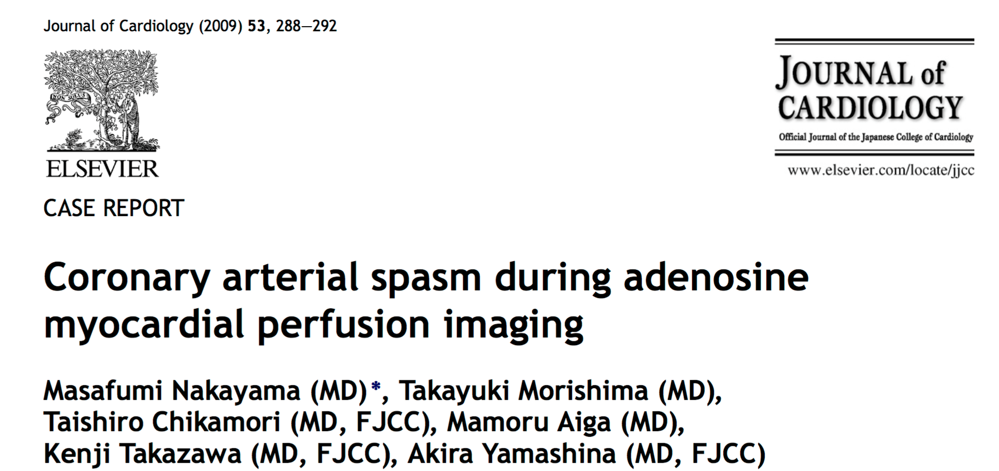 Journal of Cardiology (2009) 53, 288—292
NON SOLUS
ELSEVIER
JOURNAL of
CARDIOLOGY
Official Journal of the Japanese College of Cardiology
www.elsevier.com/locate/jjcc
CASE REPORT
Coronary arterial spasm during adenosine
myocardial perfusion imaging
Masafumi Nakayama (MD)*, Takayuki Morishima (MD),
Taishiro Chikamori (MD, FJCC), Mamoru Aiga (MD),
Kenji Takazawa (MD, FJCC), Akira Yamashina (MD, FJCC)